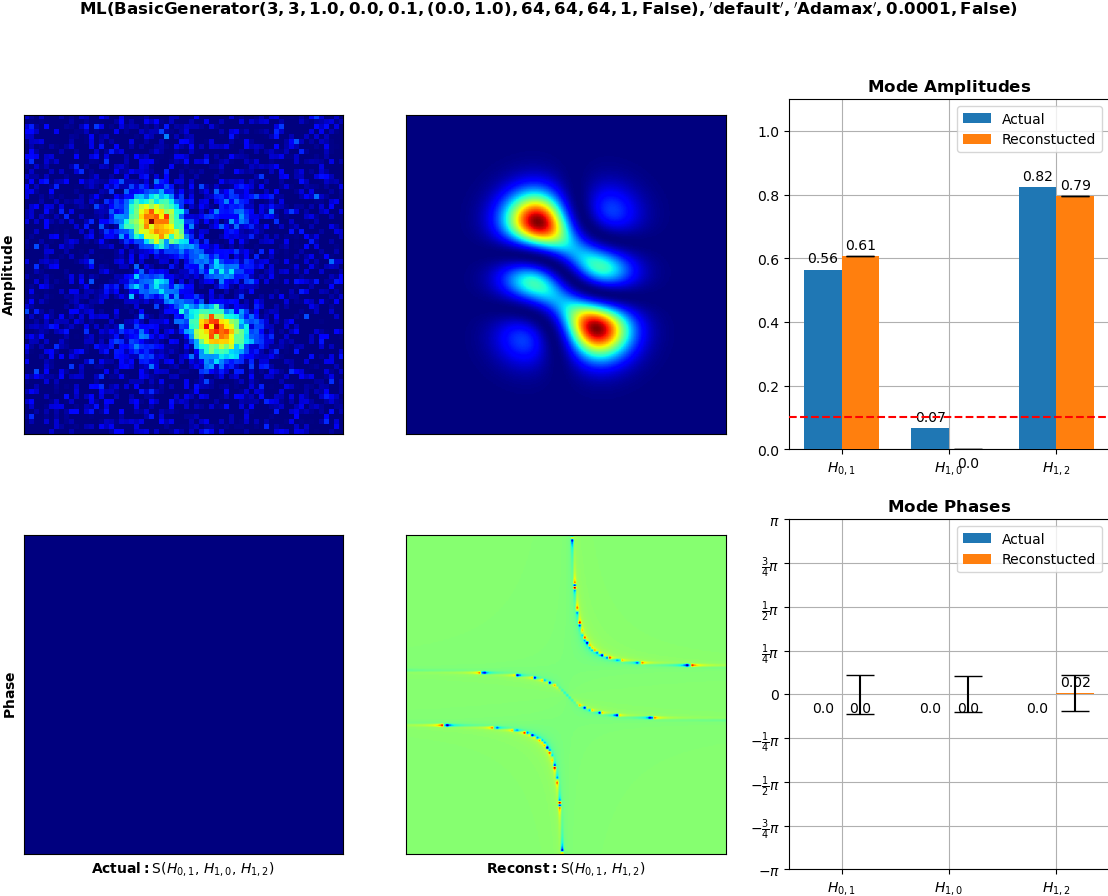 ML(BasicGenerator(3, 3, 1.0, 0.0, 0.1, (0.0, 1.0), 64, 64, 64, 1, False), 'default', 'Adamax', 0.0001, False)
Amplitude
Mode Amplitudes
Actual
Reconstucted
1.0
0.8
0.6
0.4
0.2
0.0
0.56
0.61
0.07
0.0
0.82
0.79
H0, 1
H1, 0
H1, 2
Phase
Actual: S(H0, 1, H1, 0, H1, 2)
Reconst: S(H0, 1, H1, 2)
Mode Phases
Actual
Reconstucted
π
3/4π
1/2π
1/4π
0
−1/4π
−1/2π
−3/4π
−π
0.0
0.0
0.0
0.0
0.0
0.02
H0, 1
H1, 0
H1, 2